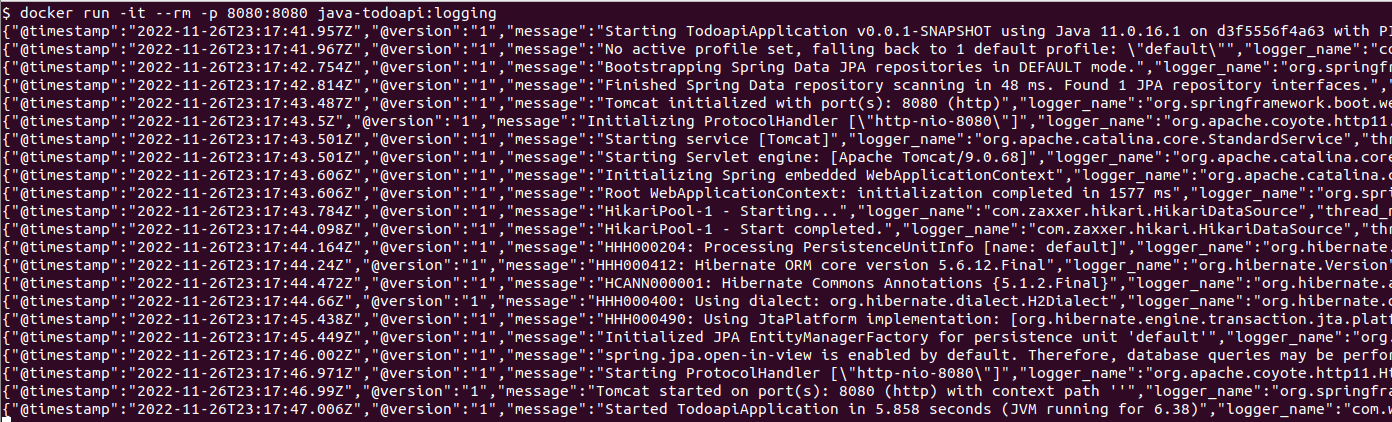 $ docker run -it --rm -p 8080:8080 java-todoapi:logging
{"@timestamp":"2022-11-26T23:17:41.957Z","@version":"1","message":"Starting TodoapiApplication v0.0.1-SNAPSHOT using Java 11.0.16.1 on d3f5556f4a63 with PI
{"@timestamp":"2022-11-26T23:17:41.967Z","@version":"1","message":"No active profile set, falling back to 1 default profile: \"default\"","logger_name":"co
{"@timestamp":"2022-11-26T23:17:42.754Z","@version":"1","message":"Bootstrapping Spring Data JPA repositories in DEFAULT mode.","logger_name":"org.springfr
{"@timestamp":"2022-11-26T23:17:42.814Z","@version":"1","message":"Finished Spring Data repository scanning in 48 ms. Found 1 JPA repository interfaces.","
{"@timestamp":"2022-11-26T23:17:43.487Z","@version":"1","message":"Tomcat initialized with port(s): 8080 (http)","logger_name":"org.springframework.boot.we
{"@timestamp":"2022-11-26T23:17:43.5Z","@version":"1","message":"Initializing ProtocolHandler [\"http-nio-8080\"]","logger_name":"org.apache.coyote.http11.
{"@timestamp":"2022-11-26T23:17:43.501Z","@version":"1","message":"Starting service [Tomcat]","logger_name":"org.apache.catalina.core.StandardService","thr
{"@timestamp":"2022-11-26T23:17:43.501Z","@version":"1","message":"Starting Servlet engine: [Apache Tomcat/9.0.68]","logger_name":"org.apache.catalina.core
{"@timestamp":"2022-11-26T23:17:43.606Z","@version":"1","message":"Initializing Spring embedded WebApplicationContext","logger_name":"org.apache.catalina.c
{"@timestamp":"2022-11-26T23:17:43.606Z","@version":"1","message":"Root WebApplicationContext: initialization completed in 1577 ms","logger_name":"org.spri
{"@timestamp":"2022-11-26T23:17:43.784Z","@version":"1","message":"HikariPool-1 - Starting...","logger_name":"com.zaxxer.hikari.HikariDataSource","thread_n
{"@timestamp":"2022-11-26T23:17:44.098Z","@version":"1","message":"HikariPool-1 - Start completed.","logger_name":"com.zaxxer.hikari.HikariDataSource","thr
{"@timestamp":"2022-11-26T23:17:44.164Z","@version":"1","message":"HHH000204: Processing PersistenceUnitInfo [name: default]","logger_name":"org.hibernate.
{"@timestamp":"2022-11-26T23:17:44.24Z","@version":"1","message":"HHH000412: Hibernate ORM core version 5.6.12.Final","logger_name":"org.hibernate.Version"
{"@timestamp":"2022-11-26T23:17:44.472Z","@version":"1","message":"HCANN000001: Hibernate Commons Annotations {5.1.2.Final}","logger_name":"org.hibernate.a
{"@timestamp":"2022-11-26T23:17:44.66Z","@version":"1","message":"HHH000400: Using dialect: org.hibernate.dialect.H2Dialect","logger_name":"org.hibernate.d
{"@timestamp":"2022-11-26T23:17:45.438Z","@version":"1","message":"HHH000490: Using JtaPlatform implementation: [org.hibernate.engine.transaction.jta.platf
{"@timestamp":"2022-11-26T23:17:45.449Z","@version":"1","message":"Initialized JPA EntityManagerFactory for persistence unit 'default'","logger_name":"org.
{"@timestamp":"2022-11-26T23:17:46.002Z","@version":"1","message":"spring.jpa.open-in-view is enabled by default. Therefore, database queries may be perfor
{"@timestamp":"2022-11-26T23:17:46.971Z","@version":"1","message":"Starting ProtocolHandler [\"http-nio-8080\"]","logger_name":"org.apache.coyote.http11.Ht
{"@timestamp":"2022-11-26T23:17:46.99Z","@version":"1","message":"Tomcat started on port(s): 8080 (http) with context path ''","logger_name":"org.springfra
{"@timestamp":"2022-11-26T23:17:47.006Z","@version":"1","message":"Started TodoapiApplication in 5.858 seconds (JVM running for 6.38)","logger_name":"com.w